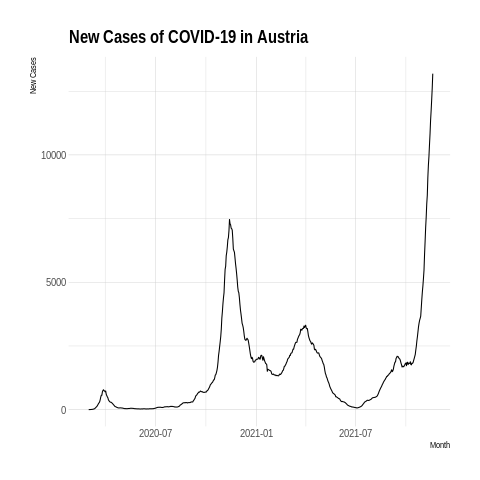 New Cases of COVID-19 in Austria
New Cases
10000
5000
0
2020-07 2021-01 2021-07
Month